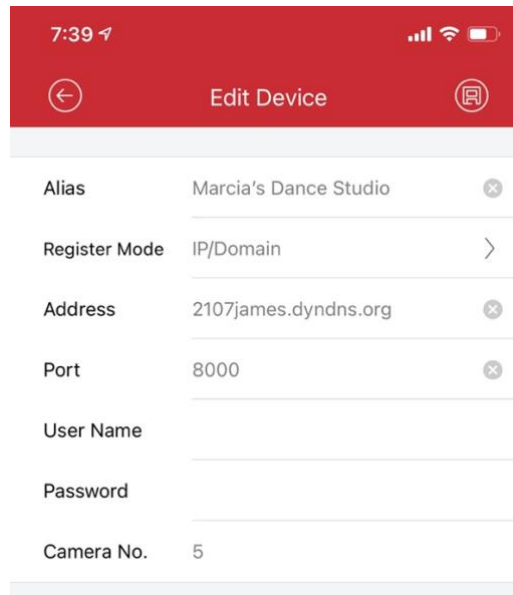 7:39
Edit Device
Alias Marcia's Dance Studio
Register Mode IP/Domain
Address 2107james.dyndns.org
Port 8000
User Name
Password
Camera No. 5